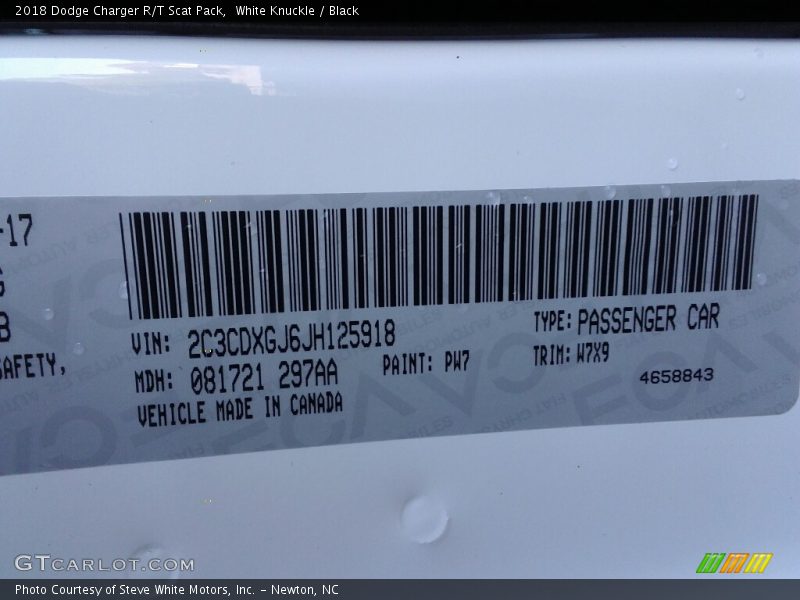 2018 Dodge Charger R/T Scat Pack,  White Knuckle / Black
-17
SAFETY,
VIN: 2C3CDXGJ6JH125918
TYPE: PASSENGER CAR
MDH: 081721 297AA
PAINT: PW7
TRIM: W7X9
VEHICLE MADE IN CANADA
4658843
GTCARLOT.COM
Photo Courtesy of Steve White Motors, Inc. – Newton, NC